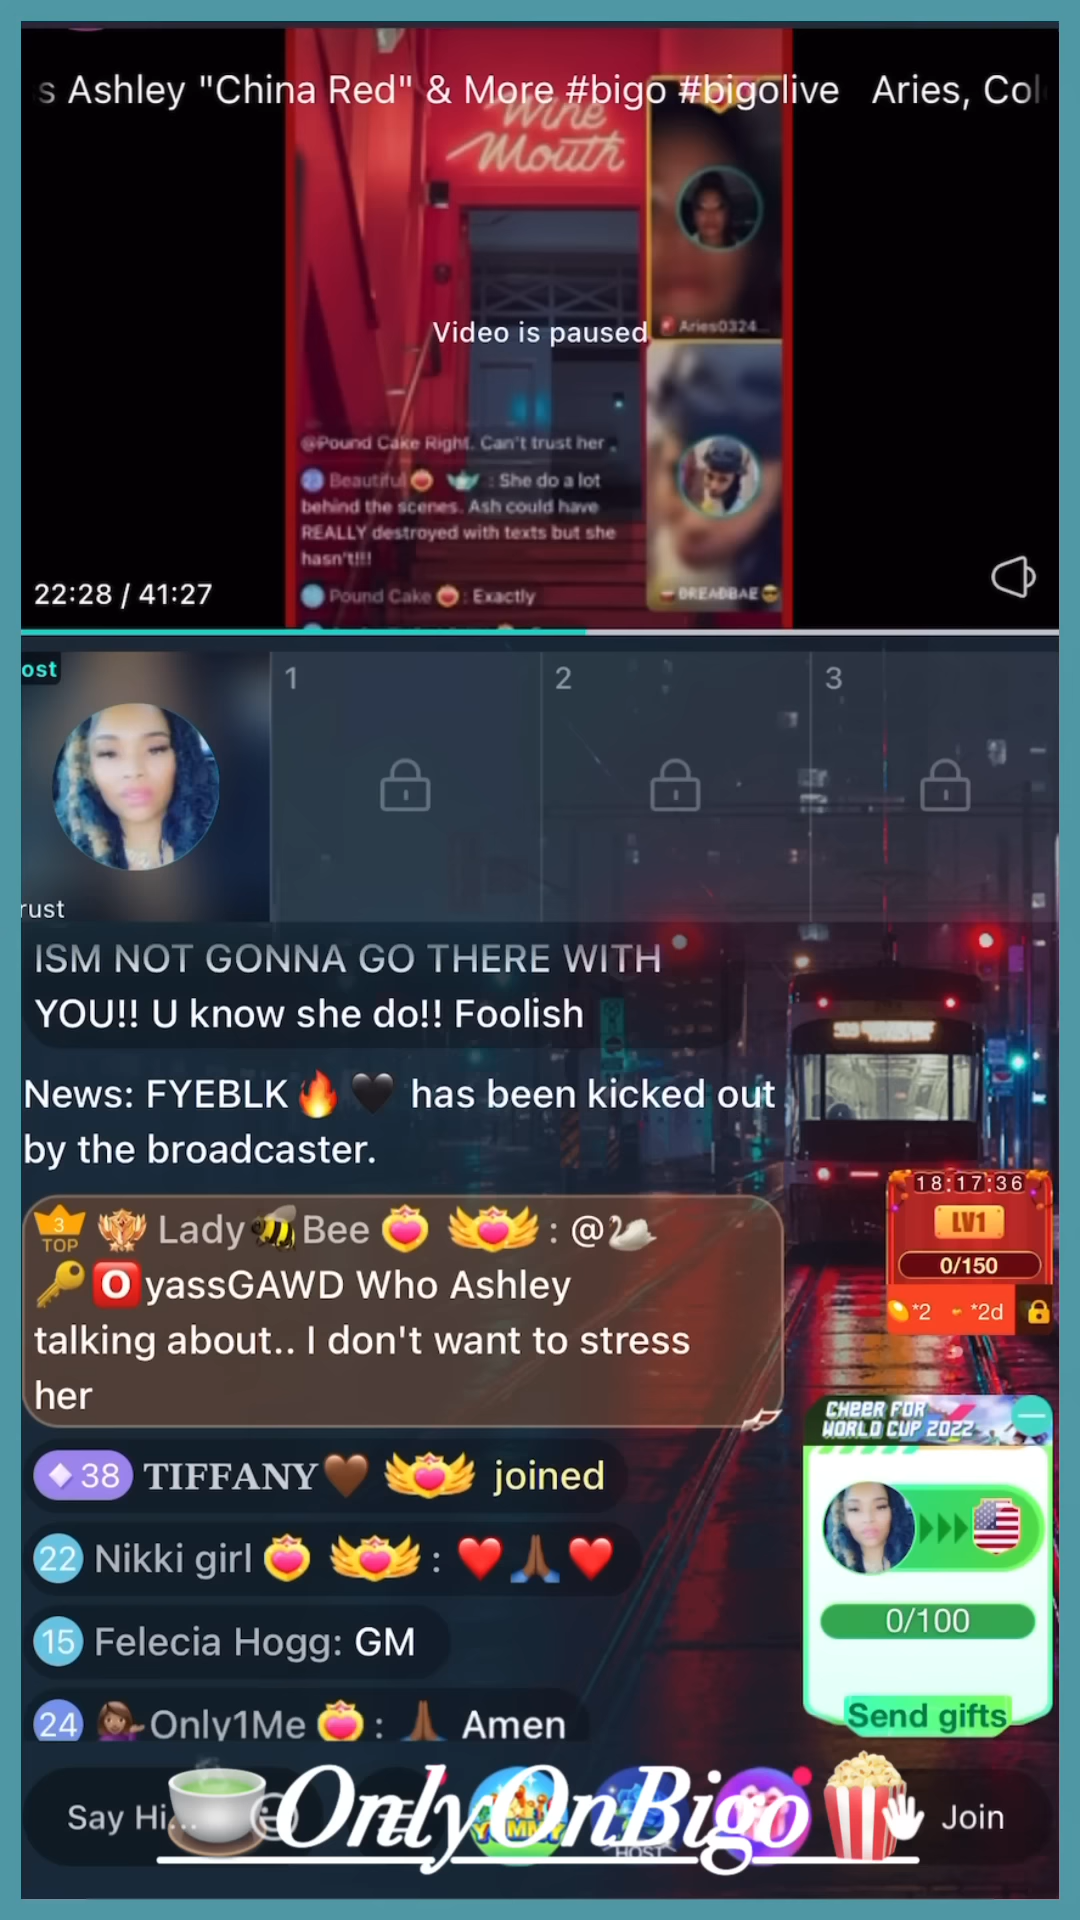 s Ashley "China Red" & More #bigo #bigolive Aries, Col
Wine
Mouth
Aries0324...
Video is paused
@Pound Cake Right. Can't trust her
23 Beautiful : She do a lot
behind the scenes. Ash could have
REALLY destroyed with texts but she
hasn't!!!
Pound Cake : Exactly
BREADBAE
22:28 / 41:27
ost
1
2
3
rust
ISM NOT GONNA GO THERE WITH
YOU!! U know she do!! Foolish
News: FYEBLK🔥🖤 has been kicked out
by the broadcaster.
3 TOP Lady🐝Bee : @🦢
🔑🅾️yassGAWD Who Ashley
talking about.. I don't want to stress
her
18:17:36
LV1
0/150
*2 *2d
CHEER FOR
WORLD CUP 2022
0/100
Send gifts
38 TIFFANY🤎 joined
22 Nikki girl : ❤️🙏🏾❤️
15 Felecia Hogg: GM
24 💁🏽‍♀️Only1Me : 🙏🏾 Amen
Say Hi...
YUMMY
HOST
Join
🍵OnlyOnBigo🍿